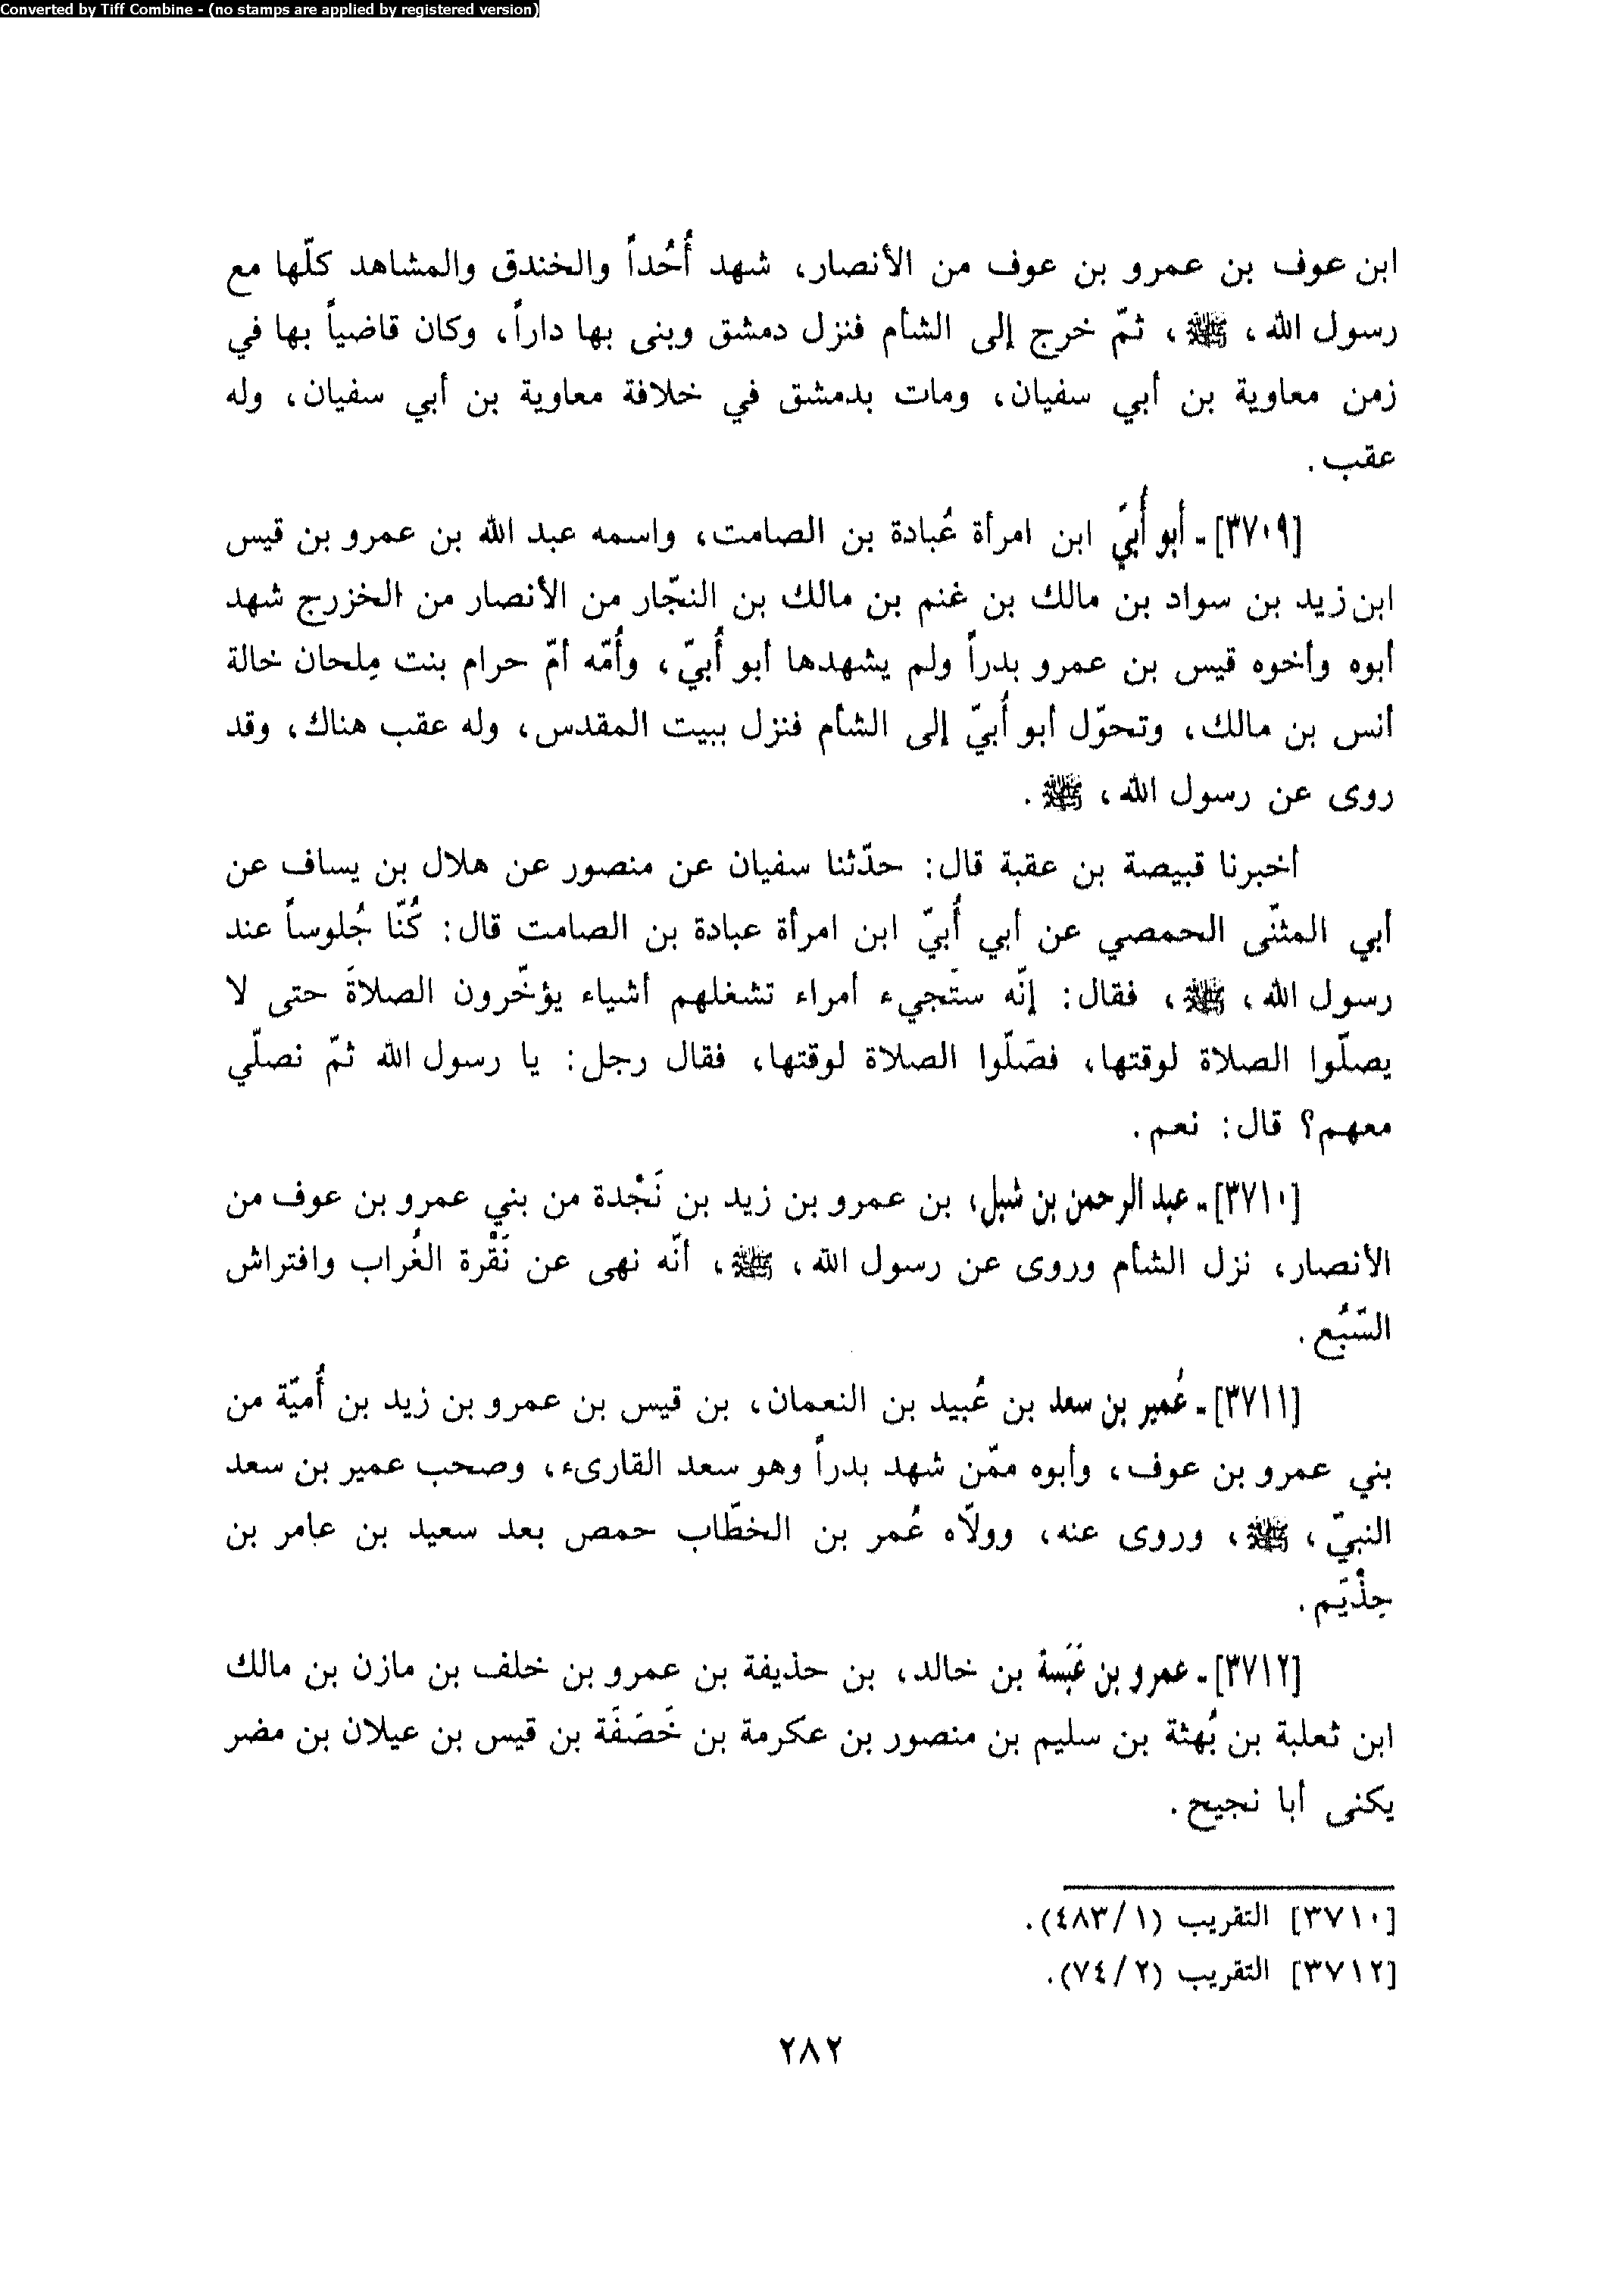 Converted by Tiff Combine - (no stamps are applied by registered version)
ابن عوف بن عمرو بن عوف من الأنصار، شهد أُحُداً والخندق والمشاهد كلّها مع
رسول الله، ﷺ، ثمّ خرج إلى الشأم فنزل دمشق وبنى بها داراً، وكان قاضياً بها في
زمن معاوية بن أبي سفيان، ومات بدمشق في خلافة معاوية بن أبي سفيان، وله
عقب.
[٣٧٠٩]ـ أبو أُبيّ ابن امرأة عُبادة بن الصامت، واسمه عبد الله بن عمرو بن قيس
ابن زيد بن سواد بن مالك بن غنم بن مالك بن النجّار من الأنصار من الخزرج شهد
أبوه وأخوه قيس بن عمرو بدراً ولم يشهدها أبو أُبيّ، وأُمّه أمّ حرام بنت مِلحان خالة
أنس بن مالك، وتحوّل أبو أُبيّ إلى الشأم فنزل ببيت المقدس، وله عقب هناك، وقد
روى عن رسول الله، ﷺ.
أخبرنا قبيصة بن عقبة قال: حدّثنا سفيان عن منصور عن هلال بن يساف عن
أبي المثنّى الحمصي عن أبي أُبيّ ابن امرأة عبادة بن الصامت قال: كُنّا جُلوساً عند
رسول الله، ﷺ، فقال: إنّه ستَجيء أمراء تشغلهم أشياء يؤخّرون الصلاةَ حتى لا
يصلّوا الصلاة لوقتها، فصَلّوا الصلاة لوقتها، فقال رجل: يا رسول الله ثمّ نصلّي
معهم؟ قال: نعم.
[٣٧١٠]ـ عبد الرحمن بن شبل، بن عمرو بن زيد بن نَجْدة من بني عمرو بن عوف من
الأنصار، نزل الشأم وروى عن رسول الله، ﷺ، أنّه نهى عن نَقْرة الغُراب وافتراش
السّبُع.
[٣٧١١]ـ عُمير بن سعد بن عُبيد بن النعمان، بن قيس بن عمرو بن زيد بن أُميّة من
بني عمرو بن عوف، وأبوه ممّن شهد بدراً وهو سعد القارىء، وصحب عمير بن سعد
النبيّ، ﷺ، وروى عنه، وولّاه عُمر بن الخطّاب حمص بعد سعيد بن عامر بن
حِذْيَم.
[٣٧١٢]ـ عمرو بن عَبَسة بن خالد، بن حذيفة بن عمرو بن خلف بن مازن بن مالك
ابن ثعلبة بن بُهثة بن سليم بن منصور بن عكرمة بن خَصَفَة بن قيس بن عيلان بن مضر
يكنى أبا نجيح.
[٣٧١٠] التقريب (١/ ٤٨٣).
[٣٧١٢] التقريب (٢/ ٧٤).
٢٨٢